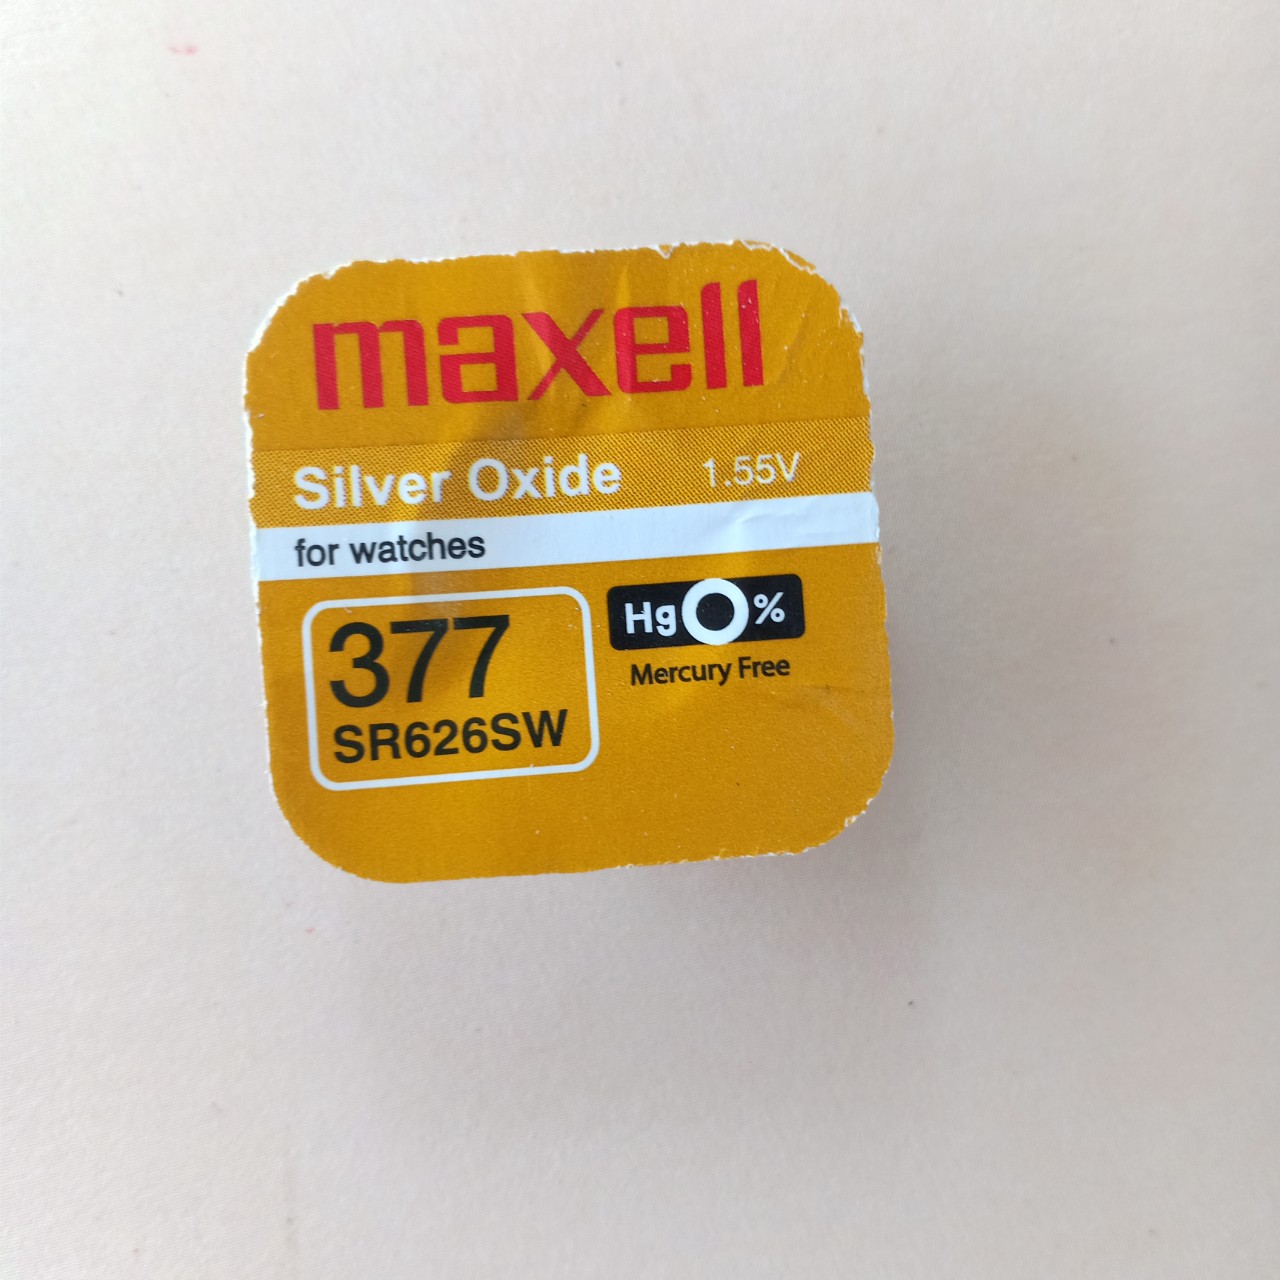 maxell
Silver Oxide 1.55V
for watches
377
SR626SW
Hg0%
Mercury Free